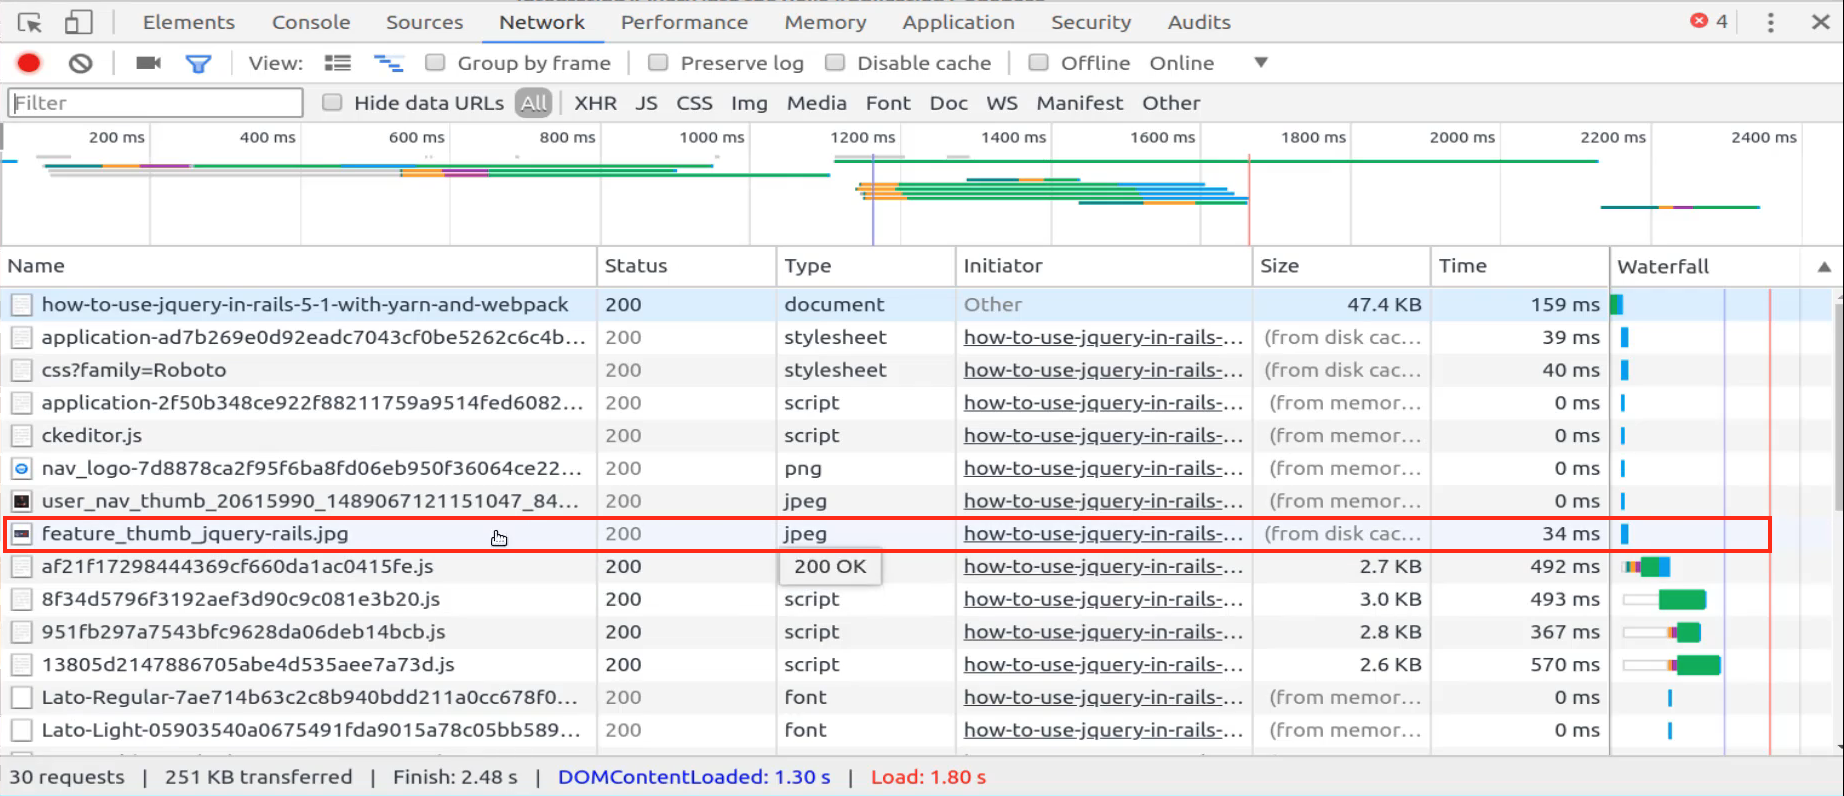 Elements Console Sources Network Performance Memory Application Security Audits 4
View: Group by frame Preserve log Disable cache Offline Online
Filter Hide data URLs All XHR JS CSS Img Media Font Doc WS Manifest Other
200 ms 400 ms 600 ms 800 ms 1000 ms 1200 ms 1400 ms 1600 ms 1800 ms 2000 ms 2200 ms 2400 ms
Name Status Type Initiator Size Time Waterfall
how-to-use-jquery-in-rails-5-1-with-yarn-and-webpack 200 document Other 47.4 KB 159 ms
application-ad7b269e0d92eadc7043cf0be5262c6c4b... 200 stylesheet how-to-use-jquery-in-rails-... (from disk cac... 39 ms
css?family=Roboto 200 stylesheet how-to-use-jquery-in-rails-... (from disk cac... 40 ms
application-2f50b348ce922f88211759a9514fed6082... 200 script how-to-use-jquery-in-rails-... (from memor... 0 ms
ckeditor.js 200 script how-to-use-jquery-in-rails-... (from memor... 0 ms
nav_logo-7d8878ca2f95f6ba8fd06eb950f36064ce22... 200 png how-to-use-jquery-in-rails-... (from memor... 0 ms
user_nav_thumb_20615990_1489067121151047_84... 200 jpeg how-to-use-jquery-in-rails-... (from memor... 0 ms
feature_thumb_jquery-rails.jpg 200 jpeg how-to-use-jquery-in-rails-... (from disk cac... 34 ms
af21f17298444369cf660da1ac0415fe.js 200 200 OK how-to-use-jquery-in-rails-... 2.7 KB 492 ms
8f34d5796f3192aef3d90c9c081e3b20.js 200 script how-to-use-jquery-in-rails-... 3.0 KB 493 ms
951fb297a7543bfc9628da06deb14bcb.js 200 script how-to-use-jquery-in-rails-... 2.8 KB 367 ms
13805d2147886705abe4d535aee7a73d.js 200 script how-to-use-jquery-in-rails-... 2.6 KB 570 ms
Lato-Regular-7ae714b63c2c8b940bdd211a0cc678f0... 200 font how-to-use-jquery-in-rails-... (from memor... 0 ms
Lato-Light-05903540a0675491fda9015a78c05bb589... 200 font how-to-use-jquery-in-rails-... (from memor... 0 ms
30 requests | 251 KB transferred | Finish: 2.48 s | DOMContentLoaded: 1.30 s | Load: 1.80 s